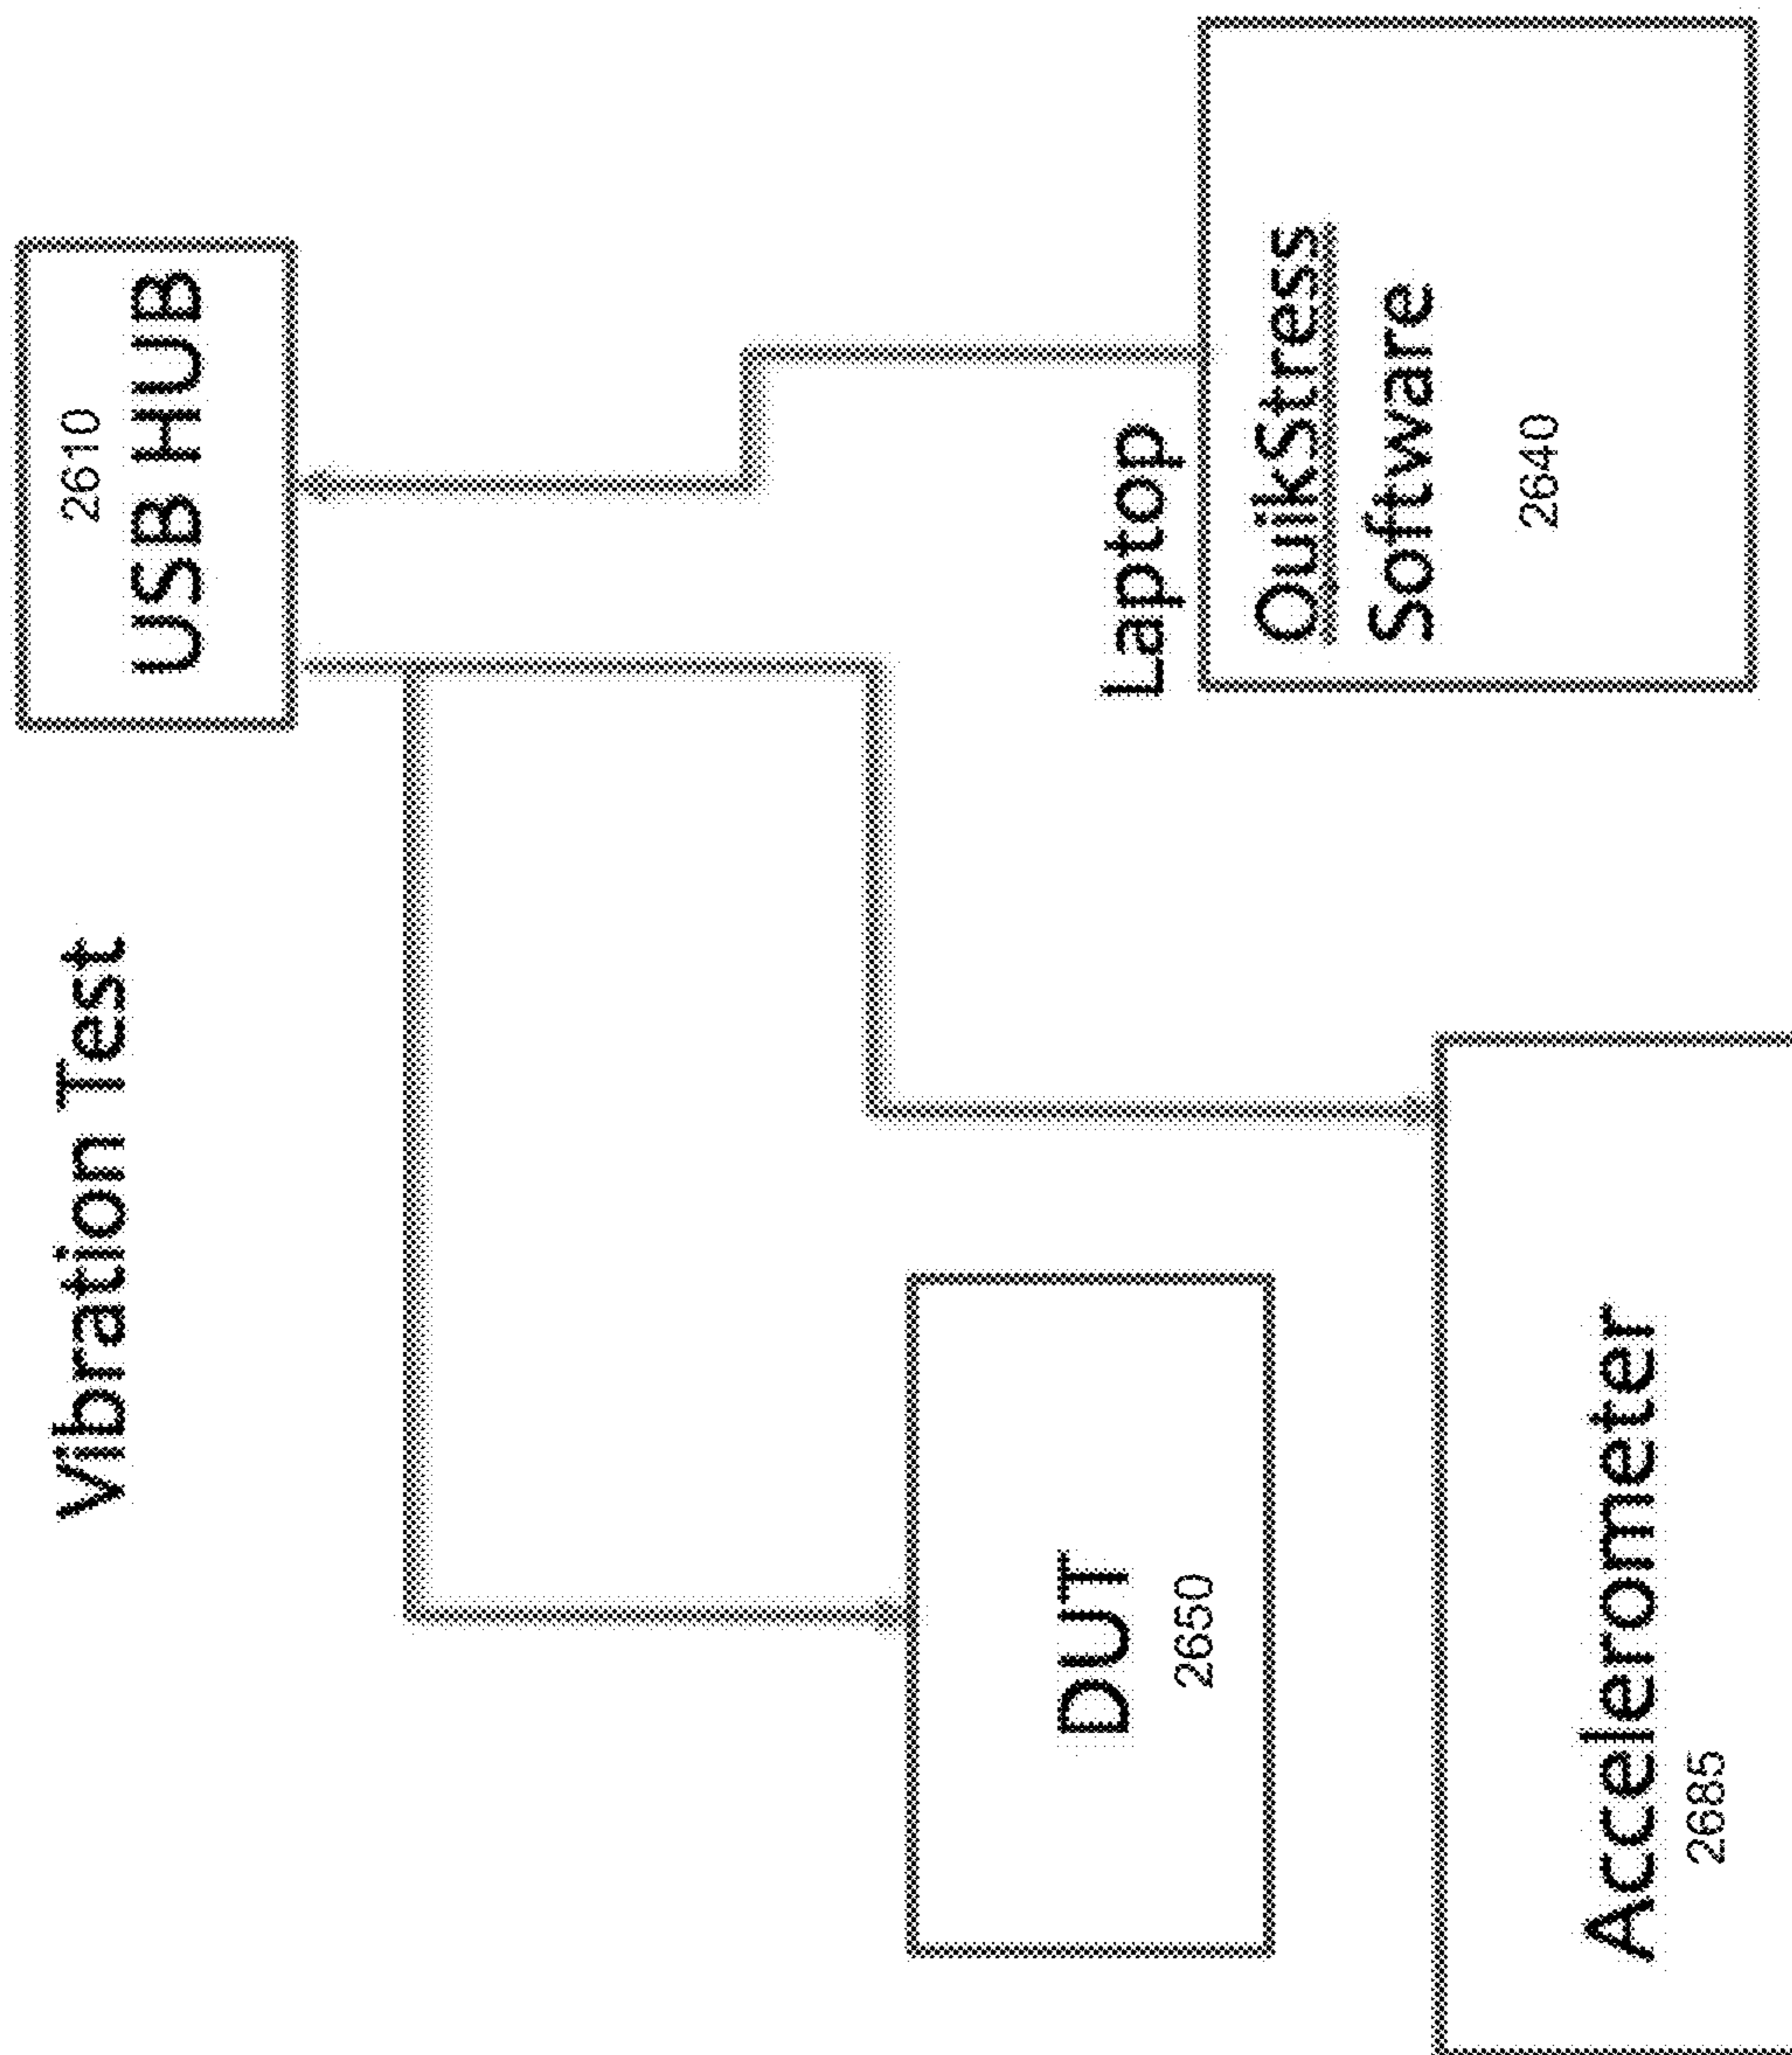 Vibration Test
2610
USB HUB
Laptop
QuikStress
Software
2640
DUT
2650
Accelerometer
2685